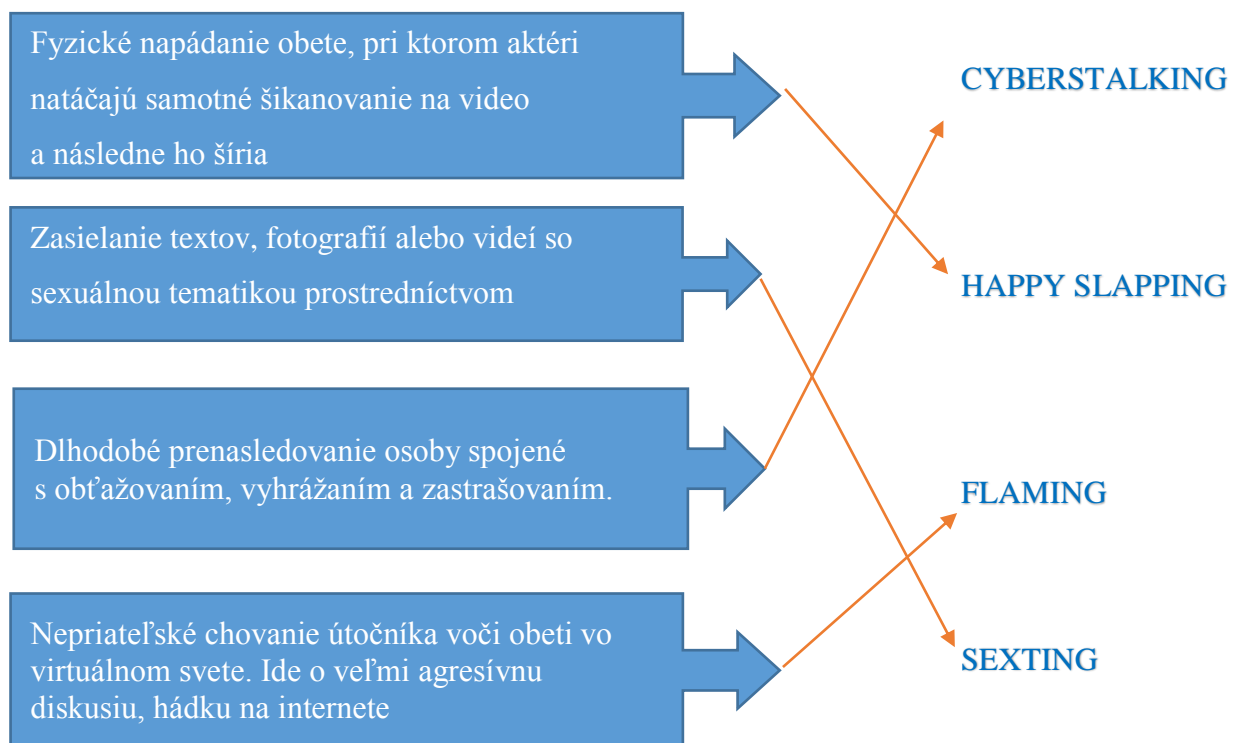 Fyzické napádanie obete, pri ktorom aktéri
natáčajú samotné šikanovanie na video
a následne ho šíria
CYBERSTALKING
Zasielanie textov, fotografií alebo videí so
sexuálnou tematikou prostredníctvom
HAPPY SLAPPING
Dlhodobé prenasledovanie osoby spojené
s obťažovaním, vyhrážaním a zastrašovaním.
FLAMING
Nepriateľské chovanie útočníka voči obeti vo
virtuálnom svete. Ide o veľmi agresívnu
diskusiu, hádku na internete
SEXTING